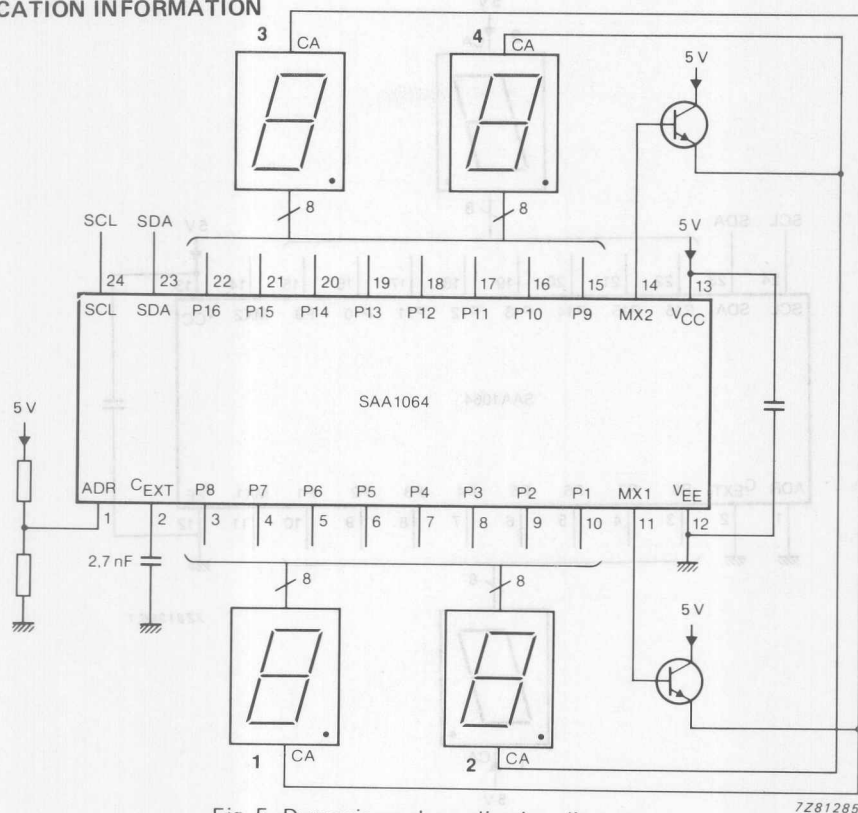 CATION INFORMATION
3
CA
4
CA
5 V
SCL SDA
8
8
5 V
24 23 22 21 20 19 18 17 16 15 14 13
SCL SDA P16 P15 P14 P13 P12 P11 P10 P9 MX2 VCC
SAA1064
5 V
ADR CEXT P8 P7 P6 P5 P4 P3 P2 P1 MX1 VEE
1 2 3 4 5 6 7 8 9 10 11 12
2,7 nF
8
8
5 V
1
CA
2
CA
7Z81285